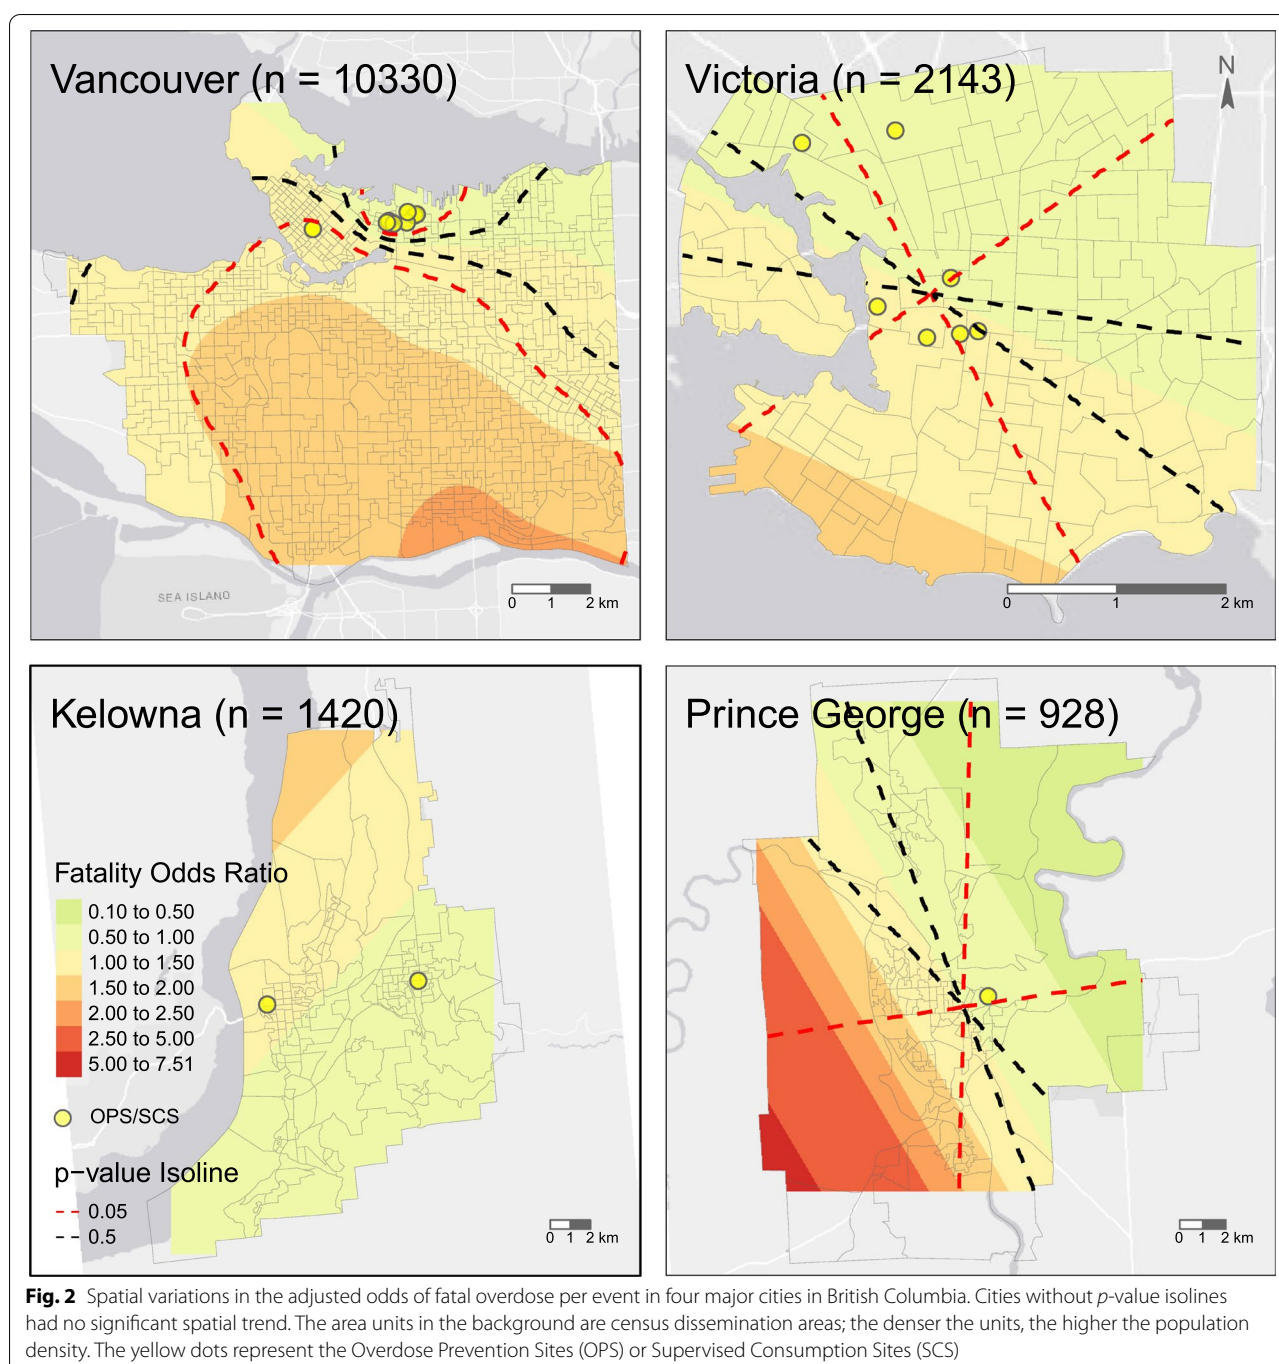 Vancouver (n = 10330)
SEA ISLAND
0 1 2 km
Victoria (n = 2143)
N
0 1 2 km
Kelowna (n = 1420)
Fatality Odds Ratio
0.10 to 0.50
0.50 to 1.00
1.00 to 1.50
1.50 to 2.00
2.00 to 2.50
2.50 to 5.00
5.00 to 7.51
OPS/SCS
p−value Isoline
0.05
0.5
0 1 2 km
Prince George (n = 928)
0 1 2 km
Fig. 2 Spatial variations in the adjusted odds of fatal overdose per event in four major cities in British Columbia. Cities without p-value isolines
had no significant spatial trend. The area units in the background are census dissemination areas; the denser the units, the higher the population
density. The yellow dots represent the Overdose Prevention Sites (OPS) or Supervised Consumption Sites (SCS)